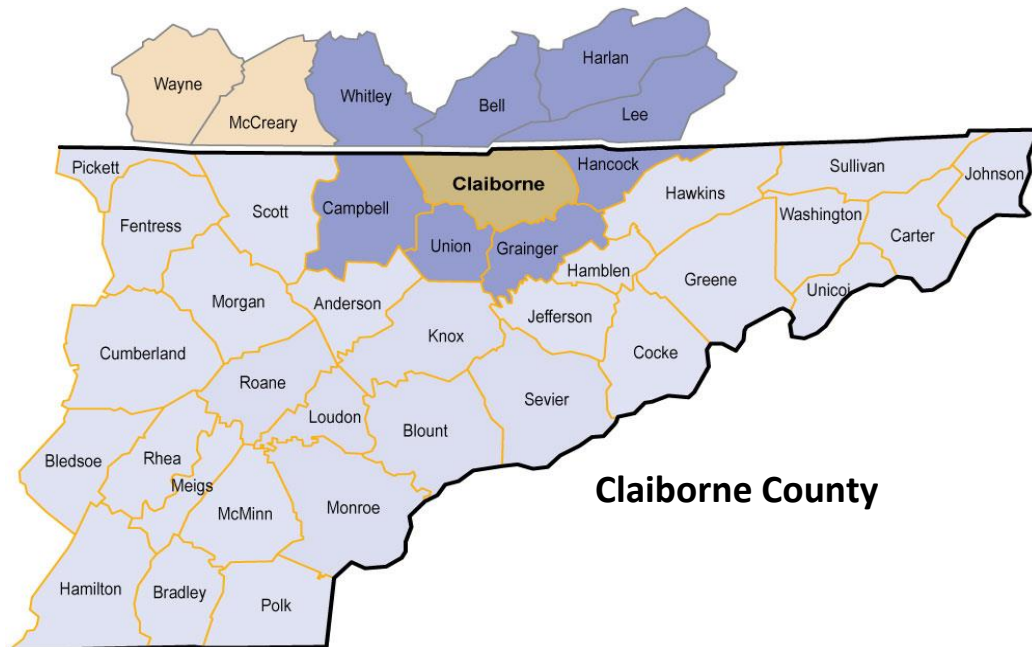 Wayne
McCreary
Whitley
Bell
Harlan
Lee
Pickett
Fentress
Scott
Campbell
Claiborne
Union
Grainger
Hancock
Hawkins
Sullivan
Johnson
Washington
Carter
Unicoi
Greene
Hamblen
Jefferson
Cocke
Sevier
Knox
Anderson
Morgan
Cumberland
Roane
Loudon
Blount
Bledsoe
Rhea
Meigs
McMinn
Monroe
Hamilton
Bradley
Polk
Claiborne County